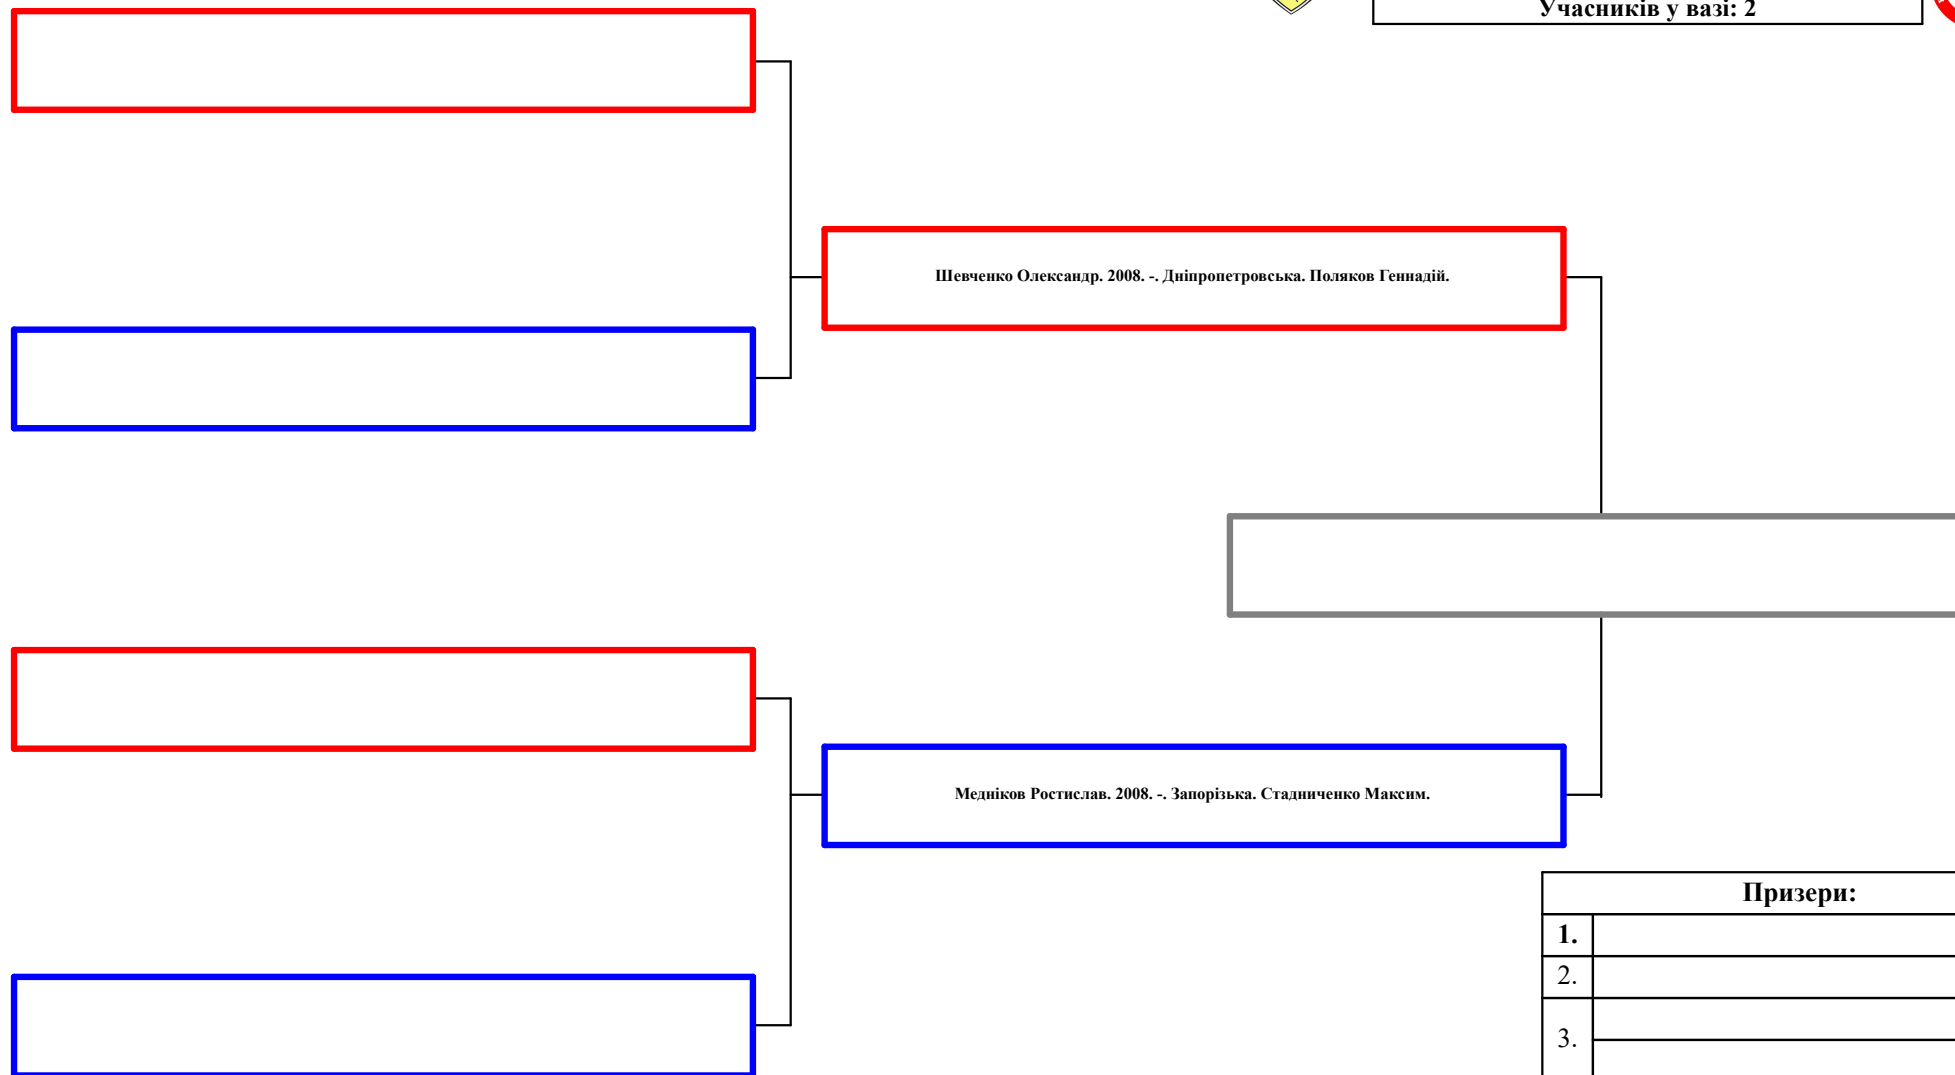 Учасників у вазі: 2
Шевченко Олександр. 2008. -. Дніпропетровська. Поляков Геннадій.
Медніков Ростислав. 2008. -. Запорізька. Стадниченко Максим.
Призери:
1.
2.
3.